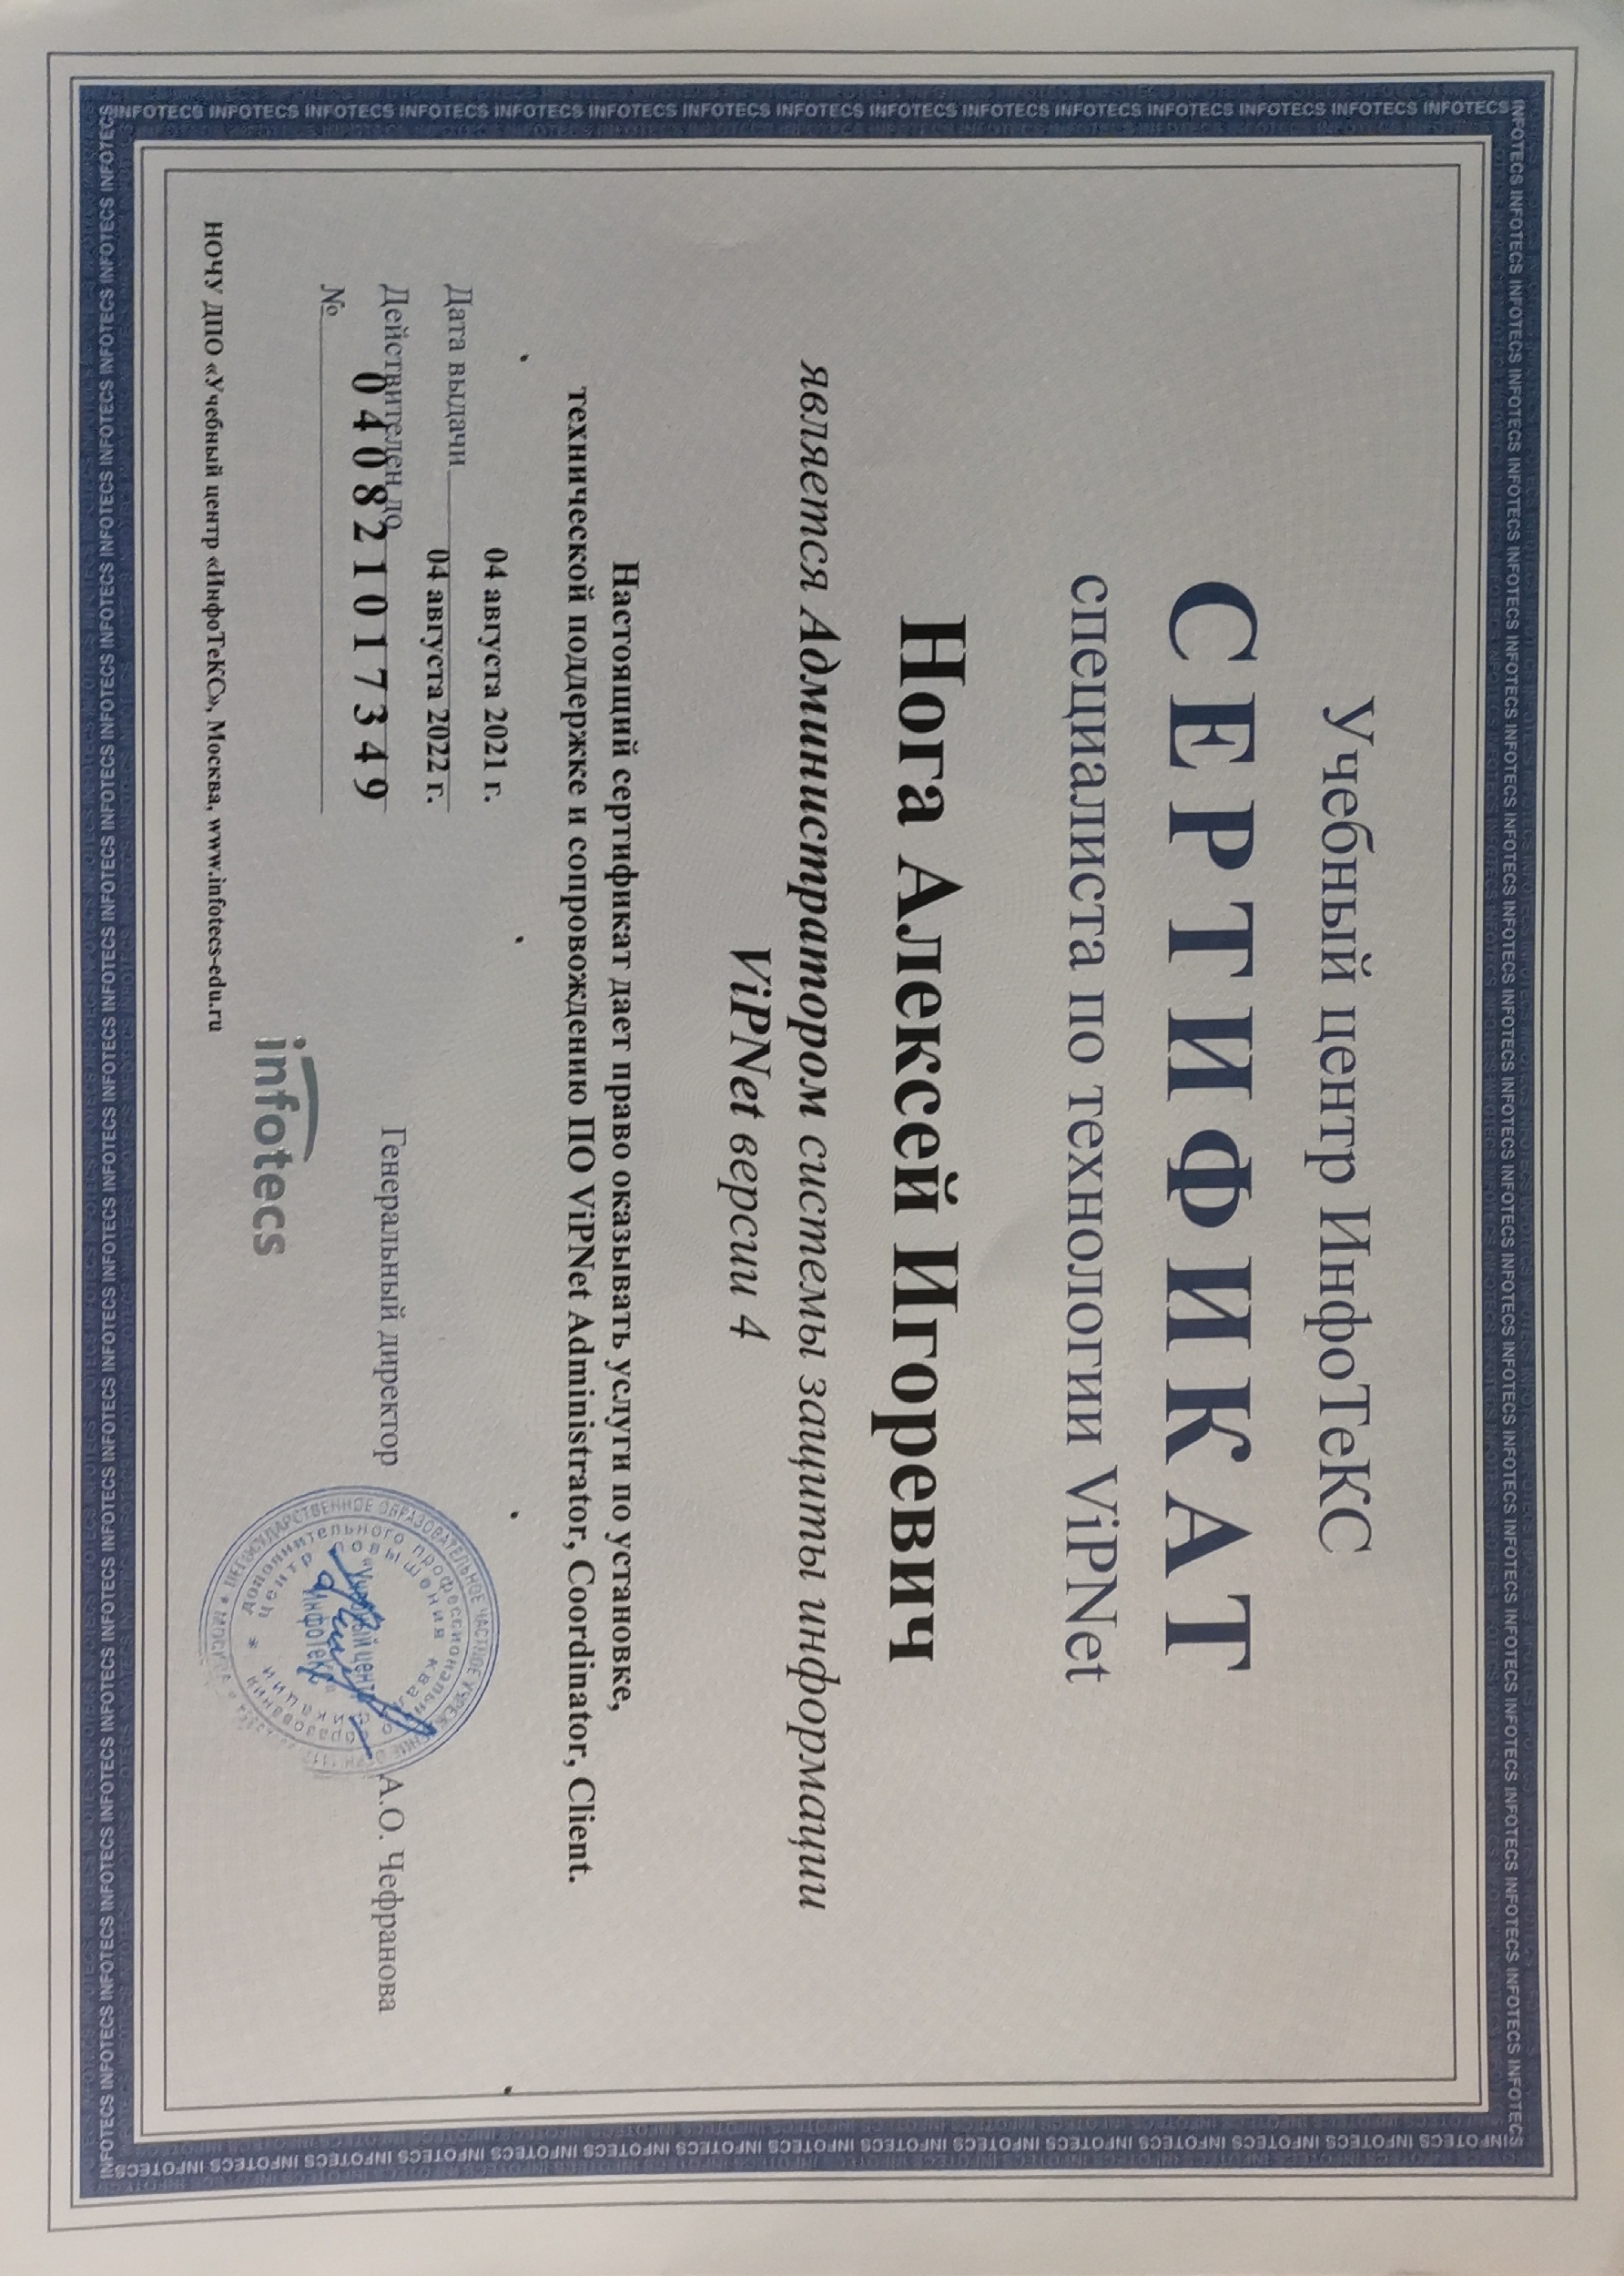 Учебный центр ИнфоТеКС
СЕРТИФИКАТ
специалиста по технологии ViPNet
Нога Алексей Игоревич
является Администратором системы защиты информации
ViPNet версии 4
Настоящий сертификат дает право оказывать услуги по установке,
технической поддержке и сопровождению ПО ViPNet Administrator, Coordinator, Client.
Дата выдачи 04 августа 2021 г.
Действителен до 04 августа 2022 г.
№ 040821017349
Генеральный директор А.О. Чефранова
НОЧУ ДПО «Учебный центр «ИнфоТеКС», Москва, www.infotecs-edu.ru
infotecs
НЕГОСУДАРСТВЕННОЕ ОБРАЗОВАТЕЛЬНОЕ ЧАСТНОЕ УЧРЕЖДЕНИЕ
МОСКВА
дополнительного профессионального образования
центр повышения квалификации
«Учебный центр
ИнфоТеКС»
INFOTECS INFOTECS INFOTECS INFOTECS INFOTECS INFOTECS INFOTECS INFOTECS INFOTECS INFOTECS INFOTECS INFOTECS INFOTECS INFOTECS INFOTECS